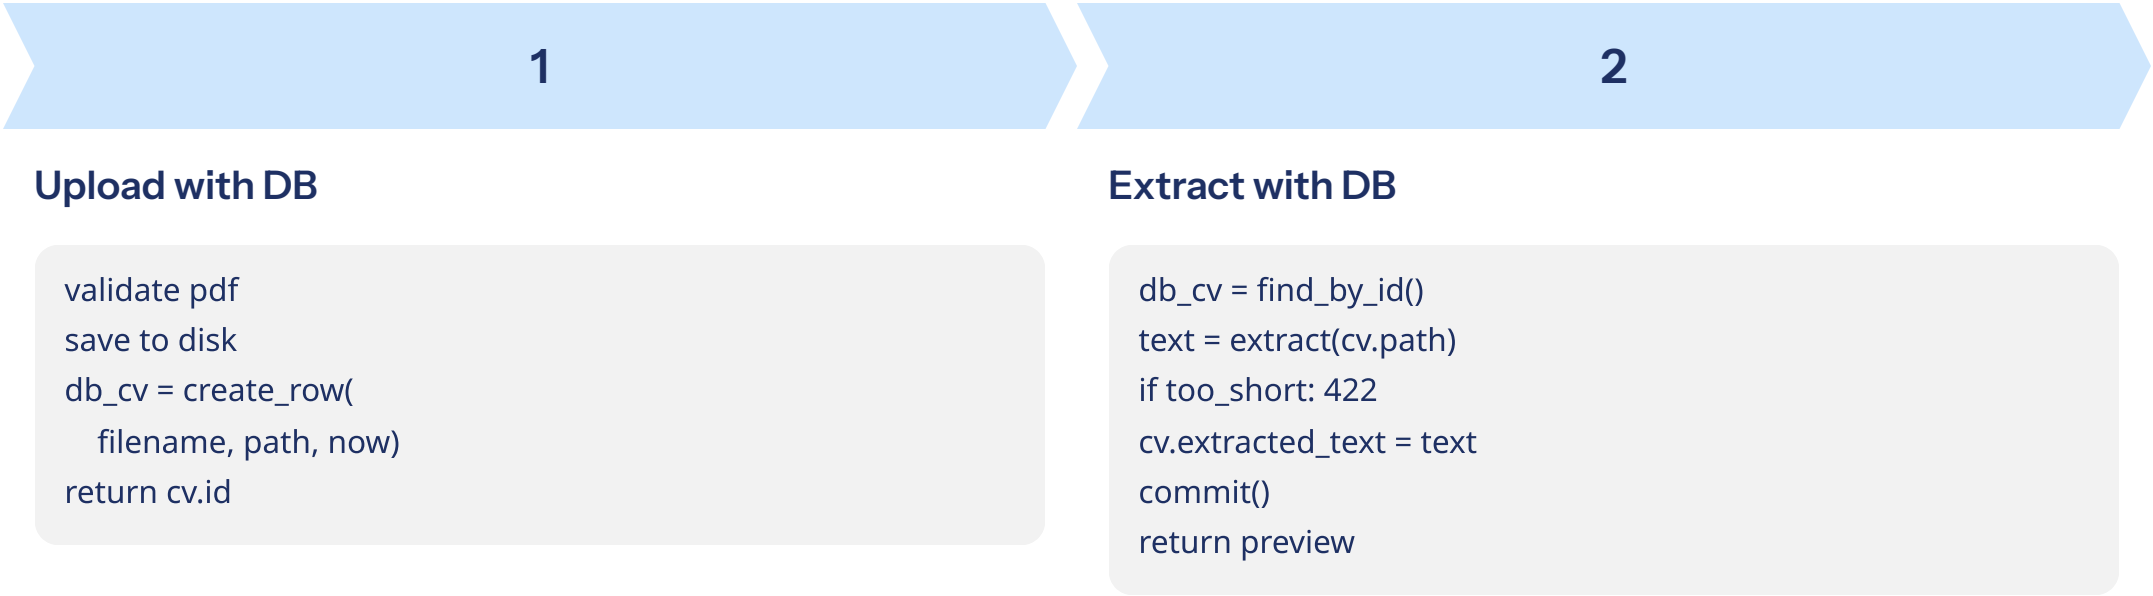 1
Upload with DB
validate pdf
save to disk
db_cv = create_row(
    filename, path, now)
return cv.id
2
Extract with DB
db_cv = find_by_id()
text = extract(cv.path)
if too_short: 422
cv.extracted_text = text
commit()
return preview